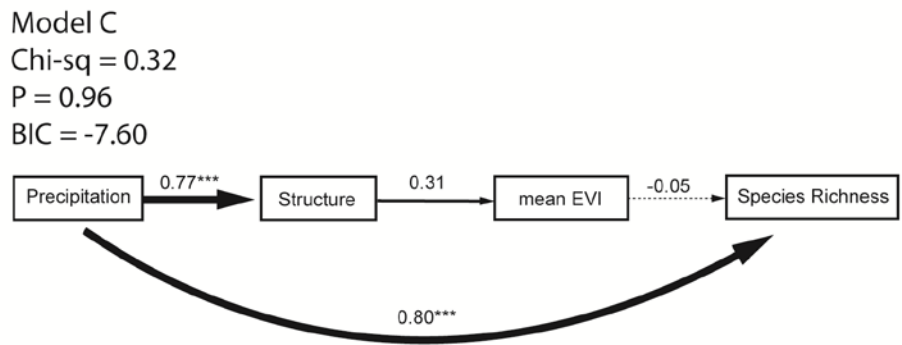 Model C
Chi-sq = 0.32
P = 0.96
BIC = -7.60
0.77***
0.31
-0.05
Precipitation
Structure
mean EVI
Species Richness
0.80***